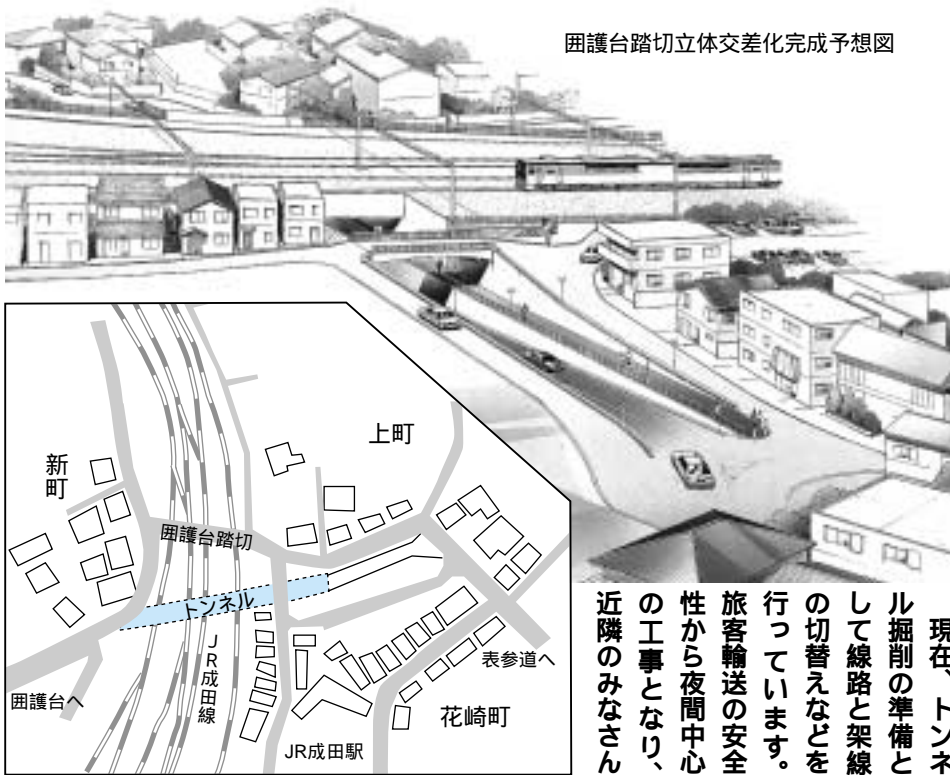 囲護台踏切立体交差化完成予想図
上町
新町
囲護台踏切
トンネル
JR成田線
表参道へ
囲護台へ
花崎町
JR成田駅
現在、トンネ
ル掘削の準備と
して線路と架線
の切替えなどを
行っています。
旅客輸送の安全
性から夜間中心
の工事となり、
近隣のみなさん